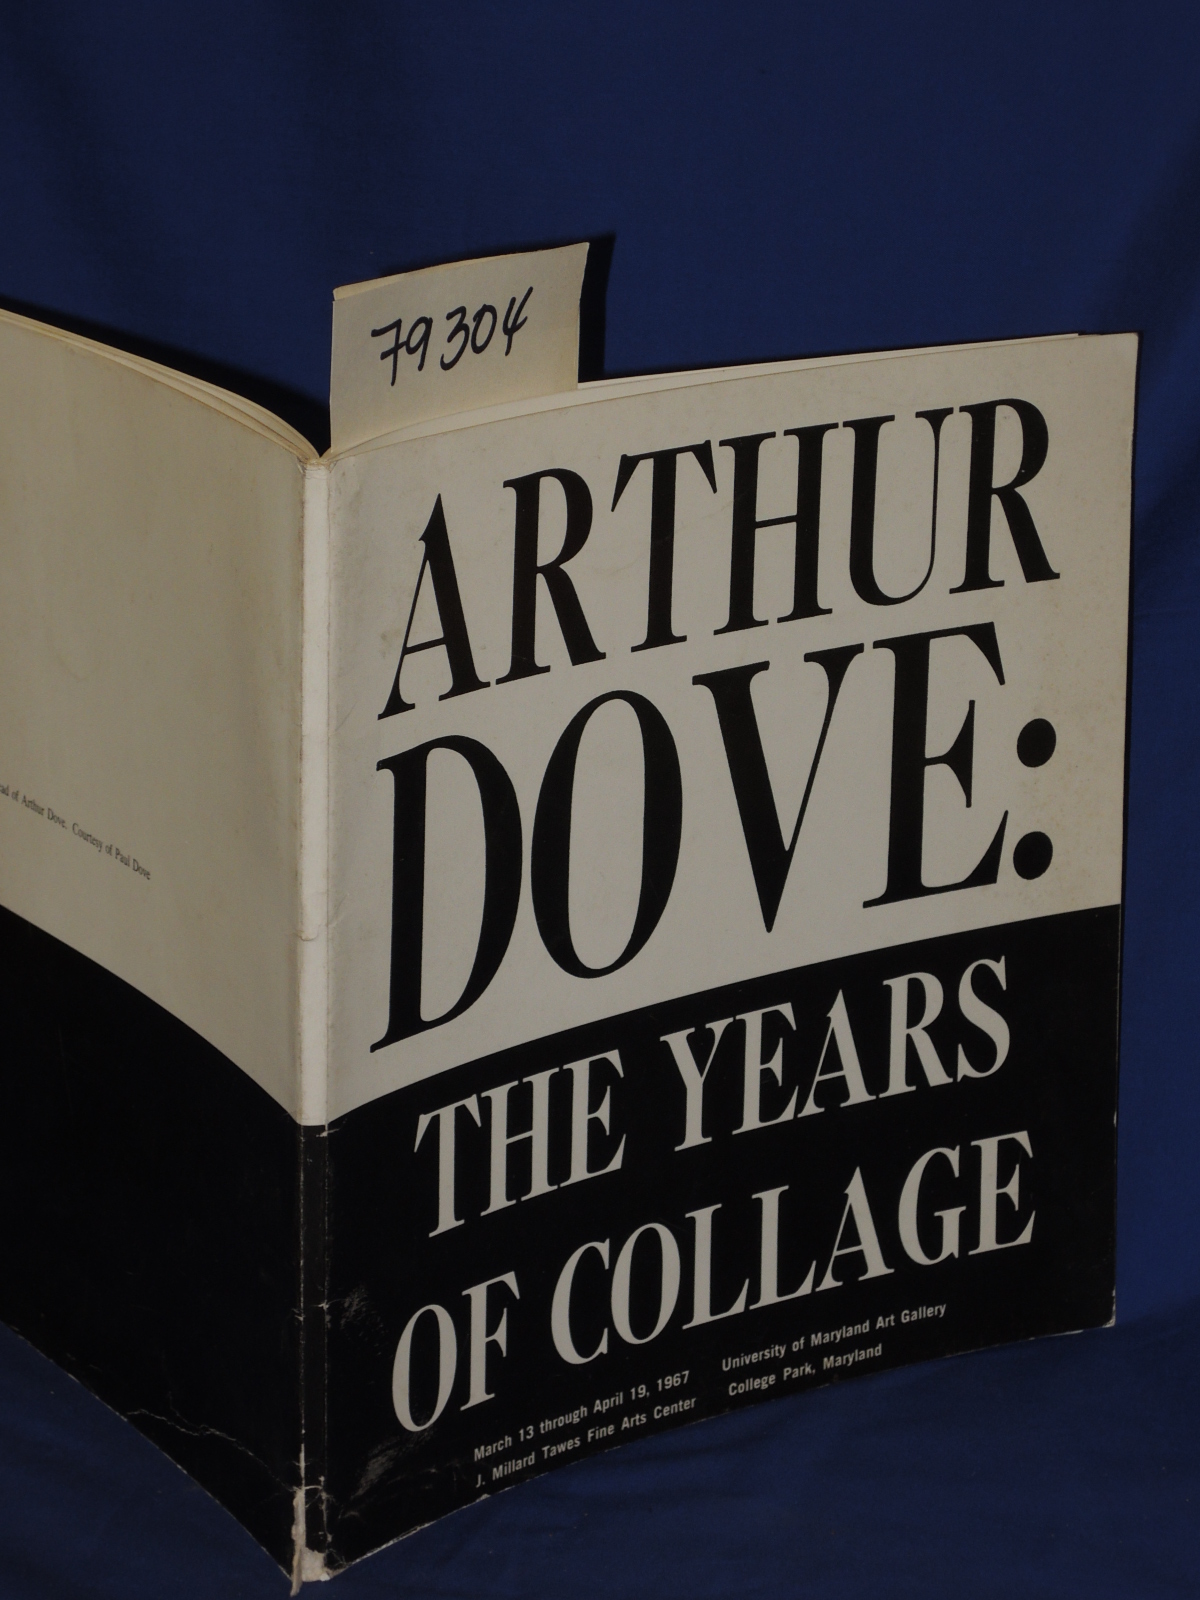 79304
ARTHUR
DOVE:
THE YEARS
OF COLLAGE
March 13 through April 19, 1967
J. Millard Tawes Fine Arts Center
University of Maryland Art Gallery
College Park, Maryland
of Arthur Dove. Courtesy of Paul Dove